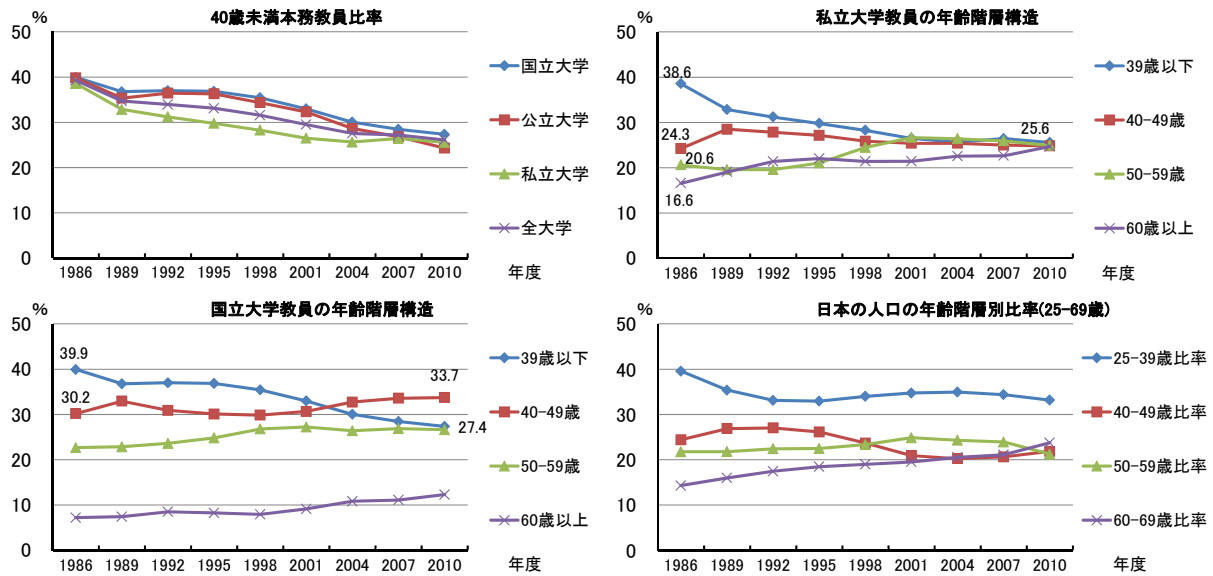 40歳未満本務教員比率
%
50
40
30
20
10
0
1986 1989 1992 1995 1998 2001 2004 2007 2010 年度
国立大学
公立大学
私立大学
全大学
私立大学教員の年齢階層構造
%
50
40
30
20
10
0
38.6
24.3
20.6
16.6
25.6
1986 1989 1992 1995 1998 2001 2004 2007 2010 年度
39歳以下
40-49歳
50-59歳
60歳以上
国立大学教員の年齢階層構造
%
50
40
30
20
10
0
39.9
30.2
33.7
27.4
1986 1989 1992 1995 1998 2001 2004 2007 2010 年度
39歳以下
40-49歳
50-59歳
60歳以上
日本の人口の年齢階層別比率(25-69歳)
%
50
40
30
20
10
0
1986 1989 1992 1995 1998 2001 2004 2007 2010 年度
25-39歳比率
40-49歳比率
50-59歳比率
60-69歳比率